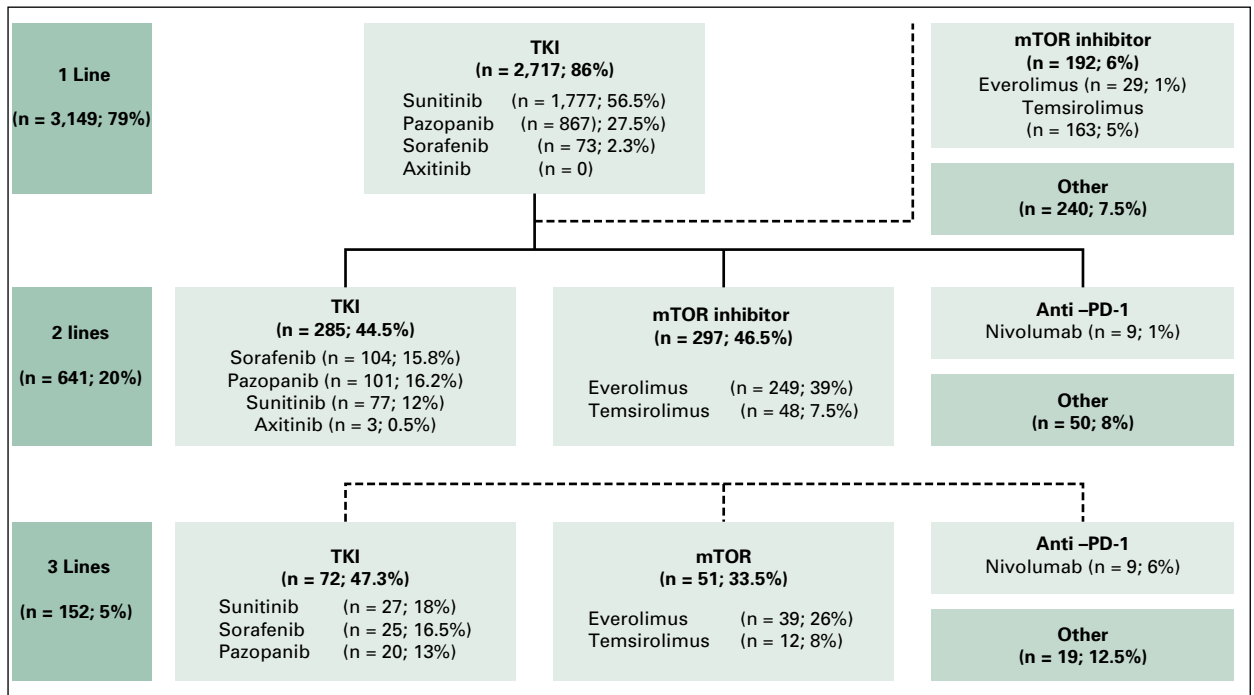 1 Line
(n = 3,149; 79%)
TKI
(n = 2,717; 86%)
Sunitinib (n = 1,777; 56.5%)
Pazopanib (n = 867); 27.5%)
Sorafenib (n = 73; 2.3%)
Axitinib (n = 0)
mTOR inhibitor
(n = 192; 6%)
Everolimus (n = 29; 1%)
Temsirolimus
(n = 163; 5%)
Other
(n = 240; 7.5%)
2 lines
(n = 641; 20%)
TKI
(n = 285; 44.5%)
Sorafenib (n = 104; 15.8%)
Pazopanib (n = 101; 16.2%)
Sunitinib (n = 77; 12%)
Axitinib (n = 3; 0.5%)
mTOR inhibitor
(n = 297; 46.5%)
Everolimus (n = 249; 39%)
Temsirolimus (n = 48; 7.5%)
Anti –PD-1
Nivolumab (n = 9; 1%)
Other
(n = 50; 8%)
3 Lines
(n = 152; 5%)
TKI
(n = 72; 47.3%)
Sunitinib (n = 27; 18%)
Sorafenib (n = 25; 16.5%)
Pazopanib (n = 20; 13%)
mTOR
(n = 51; 33.5%)
Everolimus (n = 39; 26%)
Temsirolimus (n = 12; 8%)
Anti –PD-1
Nivolumab (n = 9; 6%)
Other
(n = 19; 12.5%)